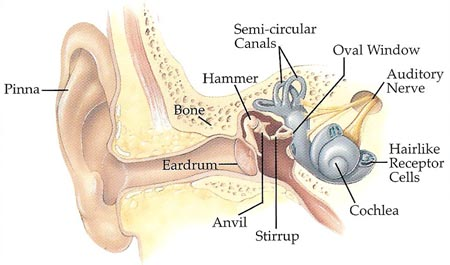 Semi-circular
Canals
Oval Window
Hammer
Auditory
Nerve
Pinna
Bone
Eardrum
Hairlike
Receptor
Cells
Cochlea
Anvil
Stirrup